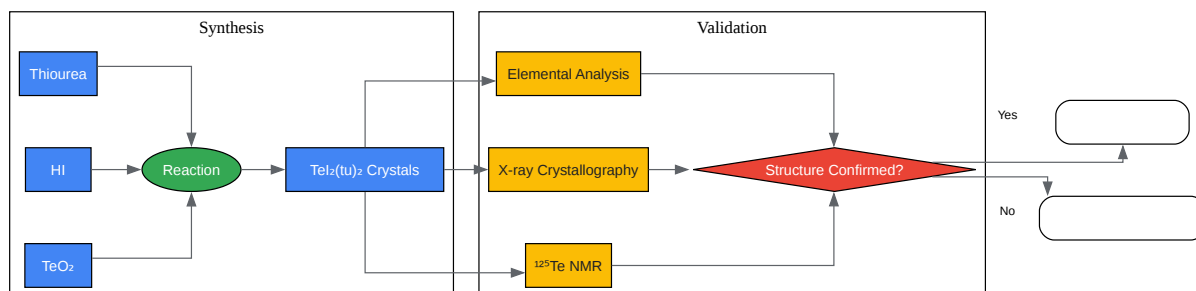 Synthesis
Validation
Thiourea
HI
TeO₂
Reaction
TeI₂(tu)₂ Crystals
Elemental Analysis
X-ray Crystallography
¹²⁵Te NMR
Structure Confirmed?
Yes
No